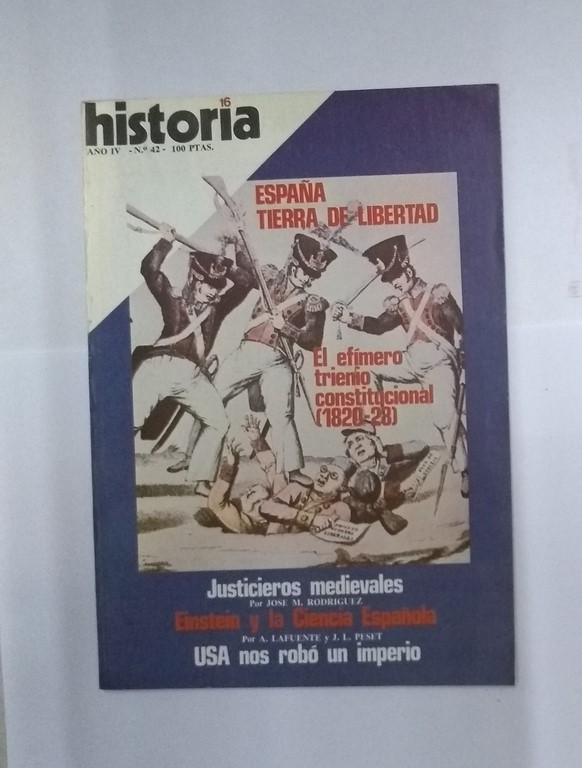 16
historia
AÑO IV - N.º 42 - 100 PTAS.
ESPAÑA
TIERRA DE LIBERTAD
El efímero
trienio
constitucional
(1820-23)
Justicieros medievales
Por JOSE M. RODRIGUEZ
Einstein y la Ciencia Española
Por A. LAFUENTE y J. L. PESET
USA nos robó un imperio